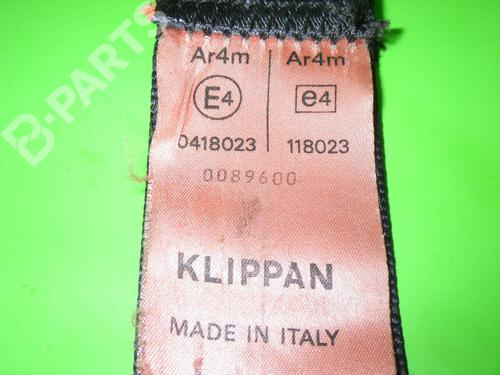 B-PARTS
Ar4m Ar4m
E4 e4
0418023 118023
0089600
KLIPPAN
MADE IN ITALY